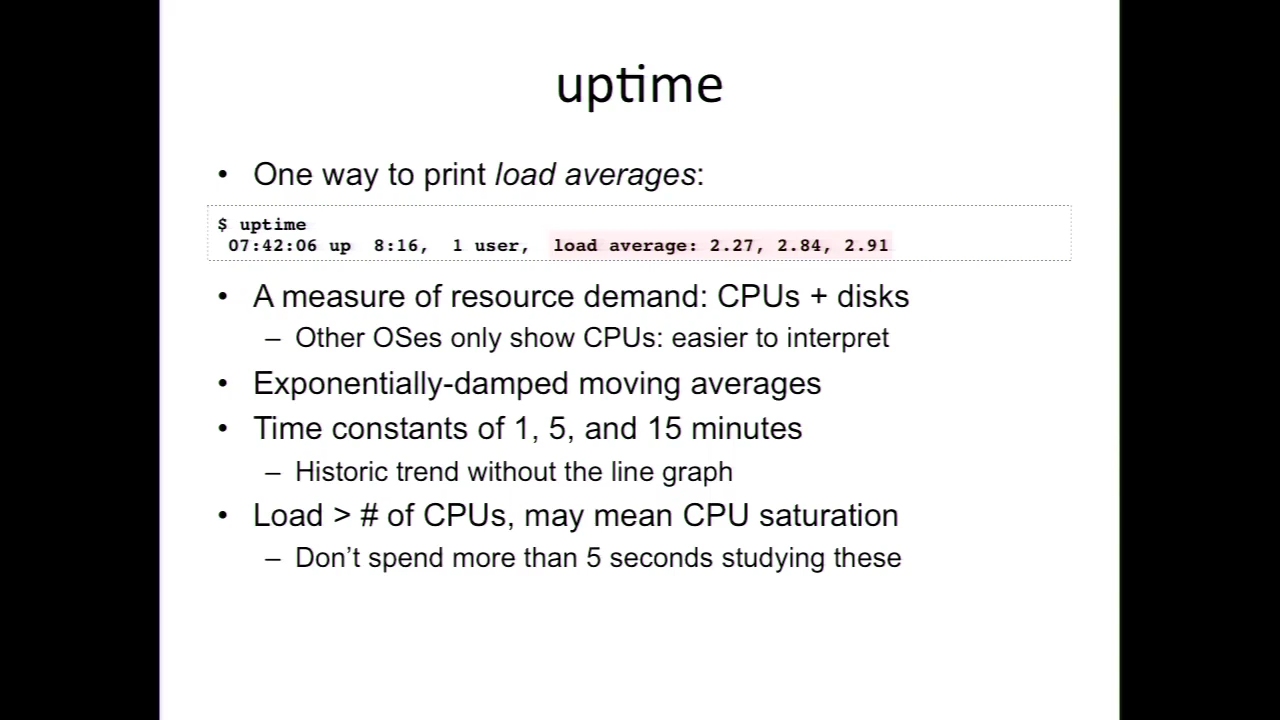 uptime
• One way to print load averages:
$ uptime
07:42:06 up  8:16,  1 user,  load average: 2.27, 2.84, 2.91
• A measure of resource demand: CPUs + disks
– Other OSes only show CPUs: easier to interpret
• Exponentially-damped moving averages
• Time constants of 1, 5, and 15 minutes
– Historic trend without the line graph
• Load > # of CPUs, may mean CPU saturation
– Don’t spend more than 5 seconds studying these